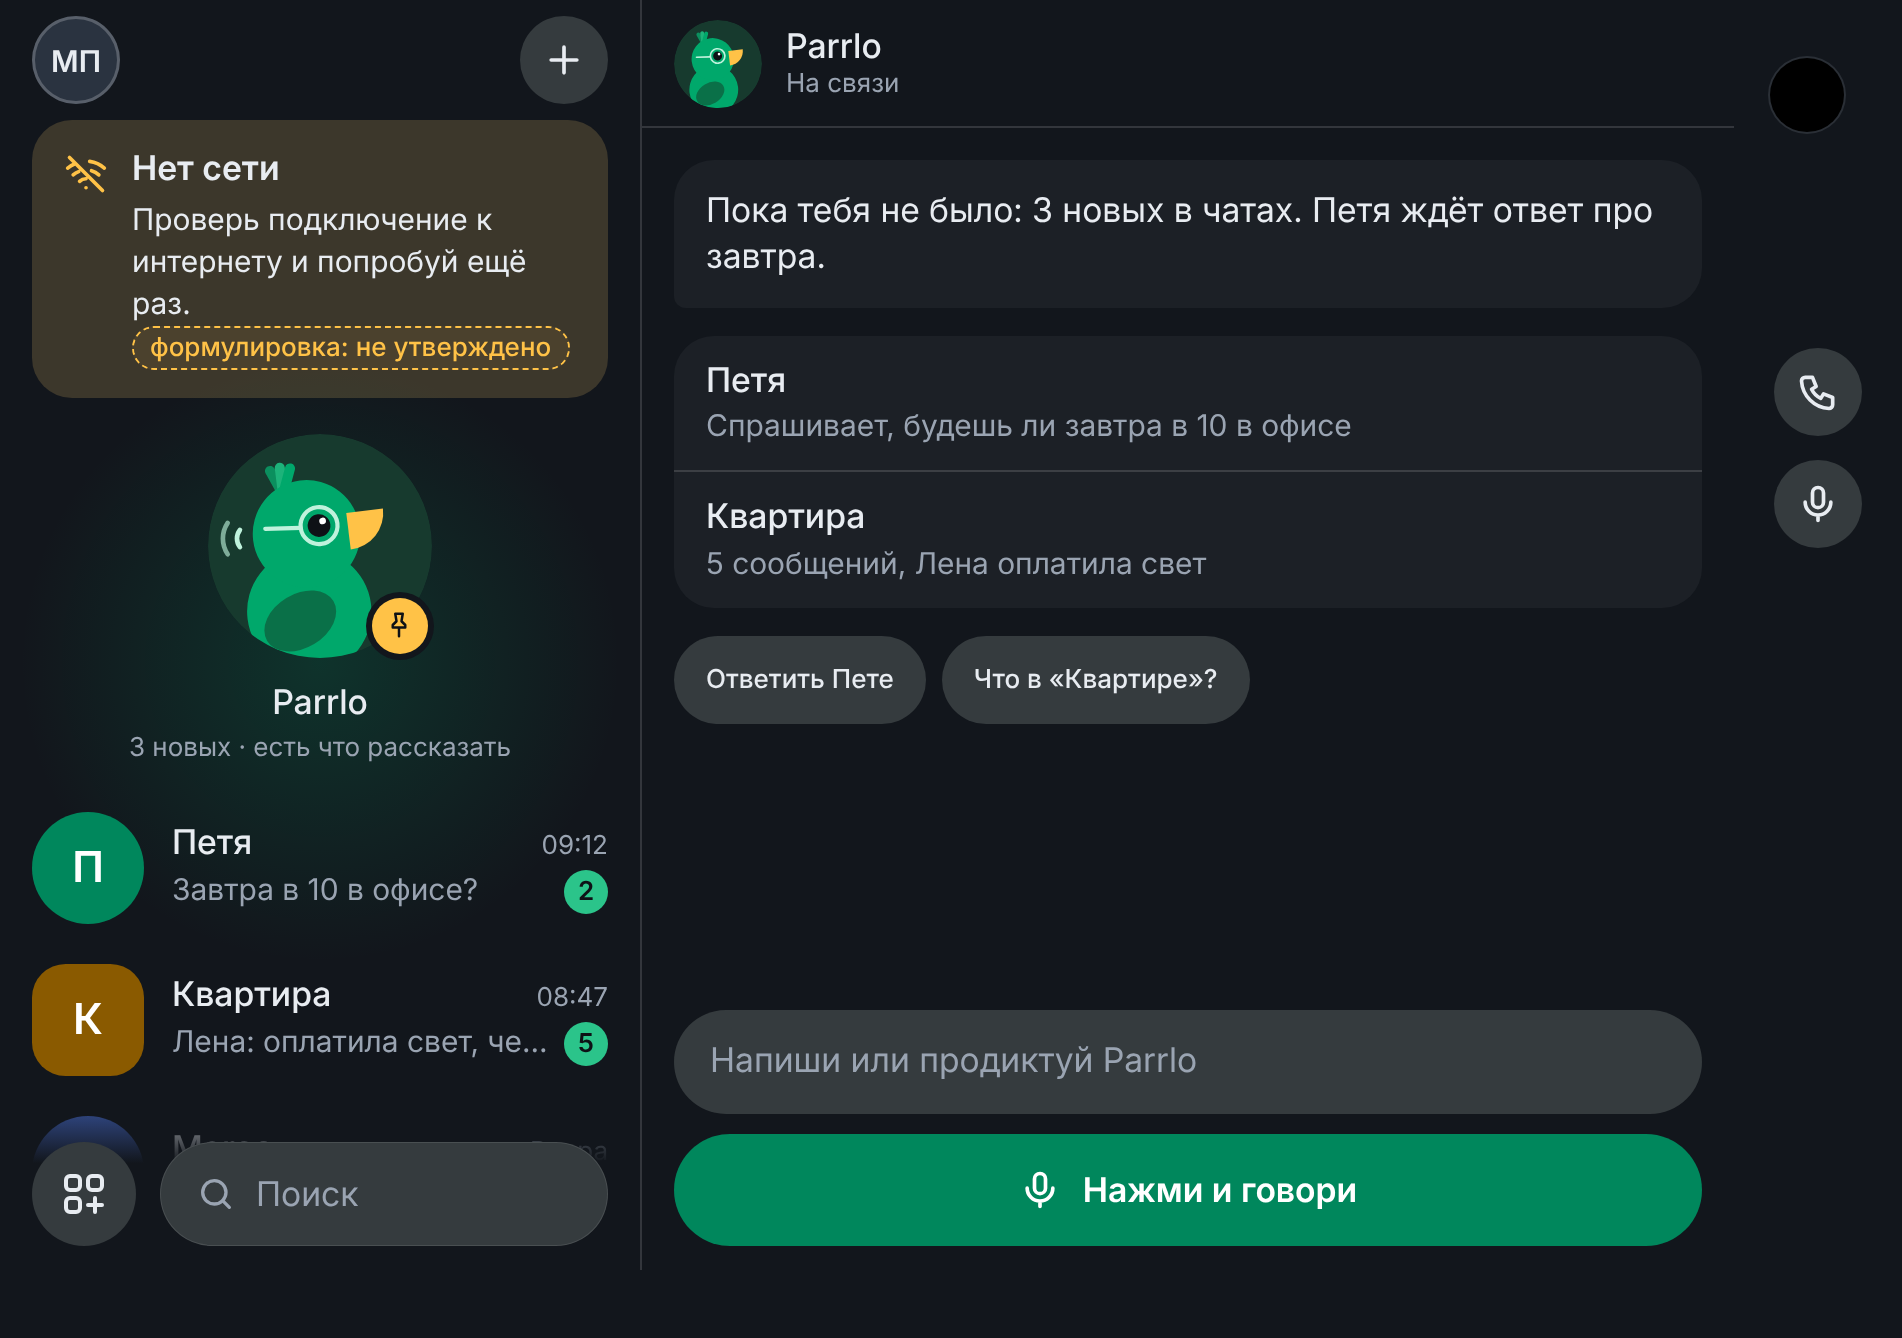 МП
Нет сети
Проверь подключение к
интернету и попробуй ещё
раз.
формулировка: не утверждено
Parrlo
3 новых · есть что рассказать
П
Петя
09:12
Завтра в 10 в офисе?
2
К
Квартира
08:47
Лена: оплатила свет, че...
5
Поиск
Parrlo
На связи
Пока тебя не было: 3 новых в чатах. Петя ждёт ответ про
завтра.
Петя
Спрашивает, будешь ли завтра в 10 в офисе
Квартира
5 сообщений, Лена оплатила свет
Ответить Пете
Что в «Квартире»?
Напиши или продиктуй Parrlo
Нажми и говори